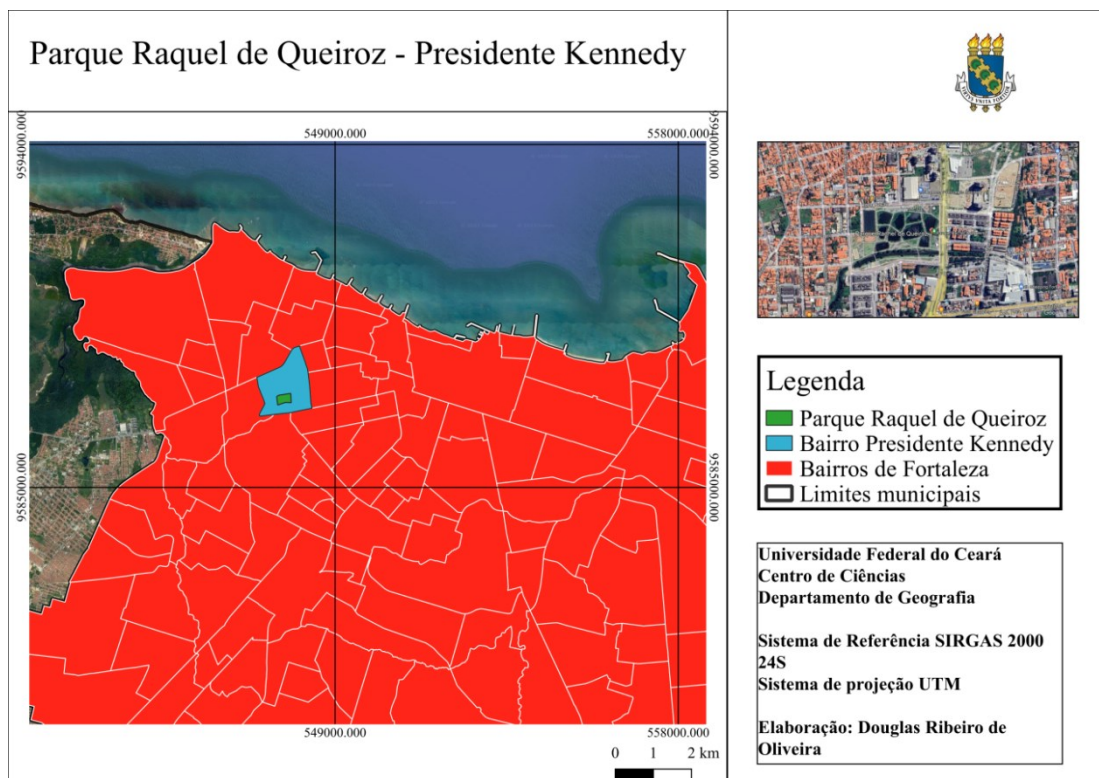 Parque Raquel de Queiroz - Presidente Kennedy
549000.000
558000.000
9594000.000
9594000.000
9585000.000
9585000.000
549000.000
558000.000
0 1 2 km
VIRTVS VNITA FORTIOR
Legenda
Parque Raquel de Queiroz
Bairro Presidente Kennedy
Bairros de Fortaleza
Limites municipais
Universidade Federal do Ceará
Centro de Ciências
Departamento de Geografia
Sistema de Referência SIRGAS 2000
24S
Sistema de projeção UTM
Elaboração: Douglas Ribeiro de
Oliveira